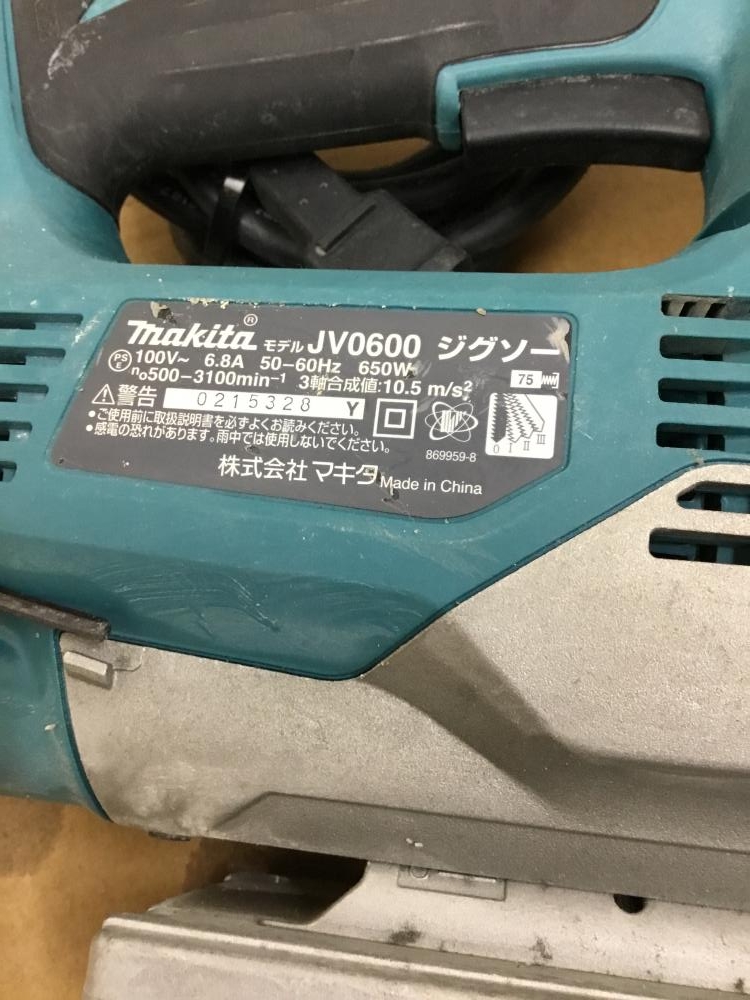 makita® モデル JV0600 ジグソー
PSE 100V~ 6.8A 50-60Hz 650W
n₀500-3100min⁻¹ 3軸合成値:10.5 m/s² 75
⚠警告 0215328 Y
•ご使用前に取扱説明書を必ずよくお読みください。
•感電の恐れがあります。雨中では使用しないでください。
0 I II III
869959-8
株式会社 マキタ Made in China